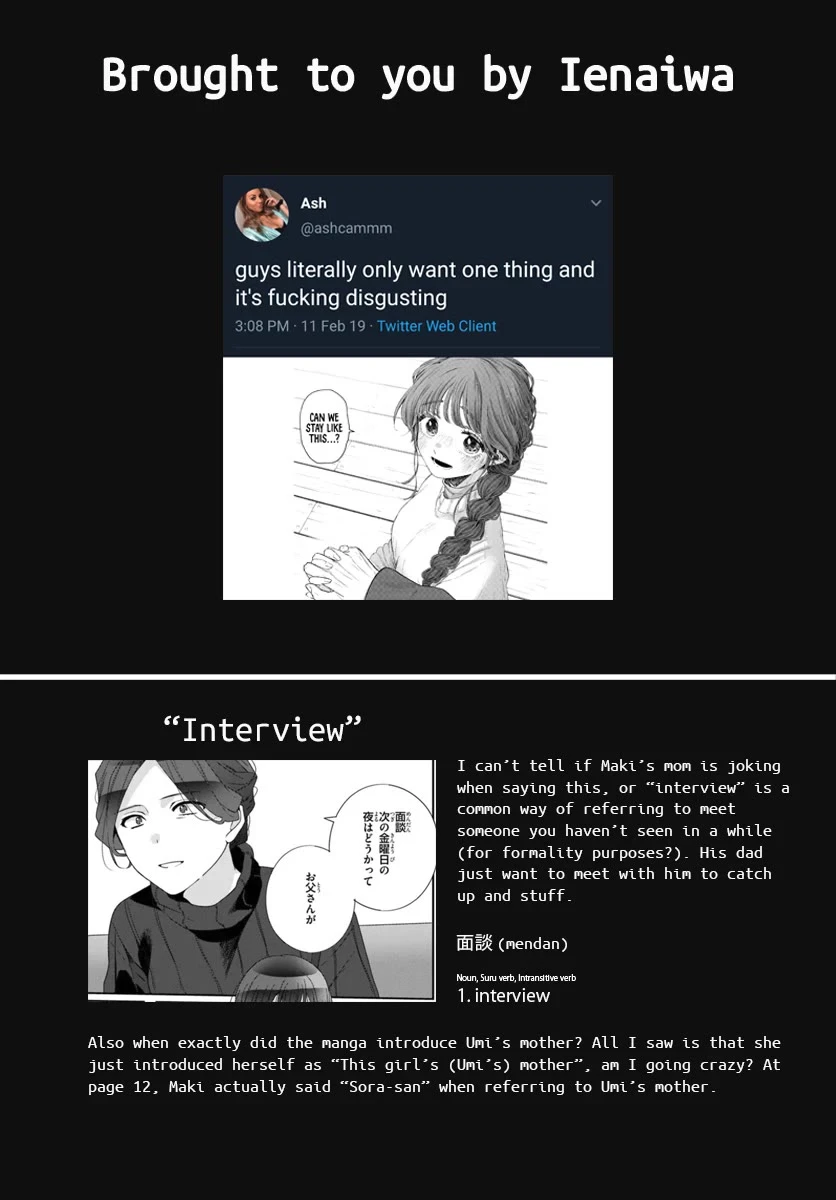 Brought to you by Ienaiwa
Ash
@ashcammm
guys literally only want one thing and
it's fucking disgusting
3:08 PM · 11 Feb 19 · Twitter Web Client
CAN WE
STAY LIKE
THIS...?
“Interview”
面談
次の金曜日の
夜はどうかって
お父さんが
I can’t tell if Maki’s mom is joking
when saying this, or “interview” is a
common way of referring to meet
someone you haven’t seen in a while
(for formality purposes?). His dad
just want to meet with him to catch
up and stuff.
面談 (mendan)
Noun, Suru verb, Intransitive verb
1. interview
Also when exactly did the manga introduce Umi’s mother? All I saw is that she
just introduced herself as “This girl’s (Umi’s) mother”, am I going crazy? At
page 12, Maki actually said “Sora-san” when referring to Umi’s mother.